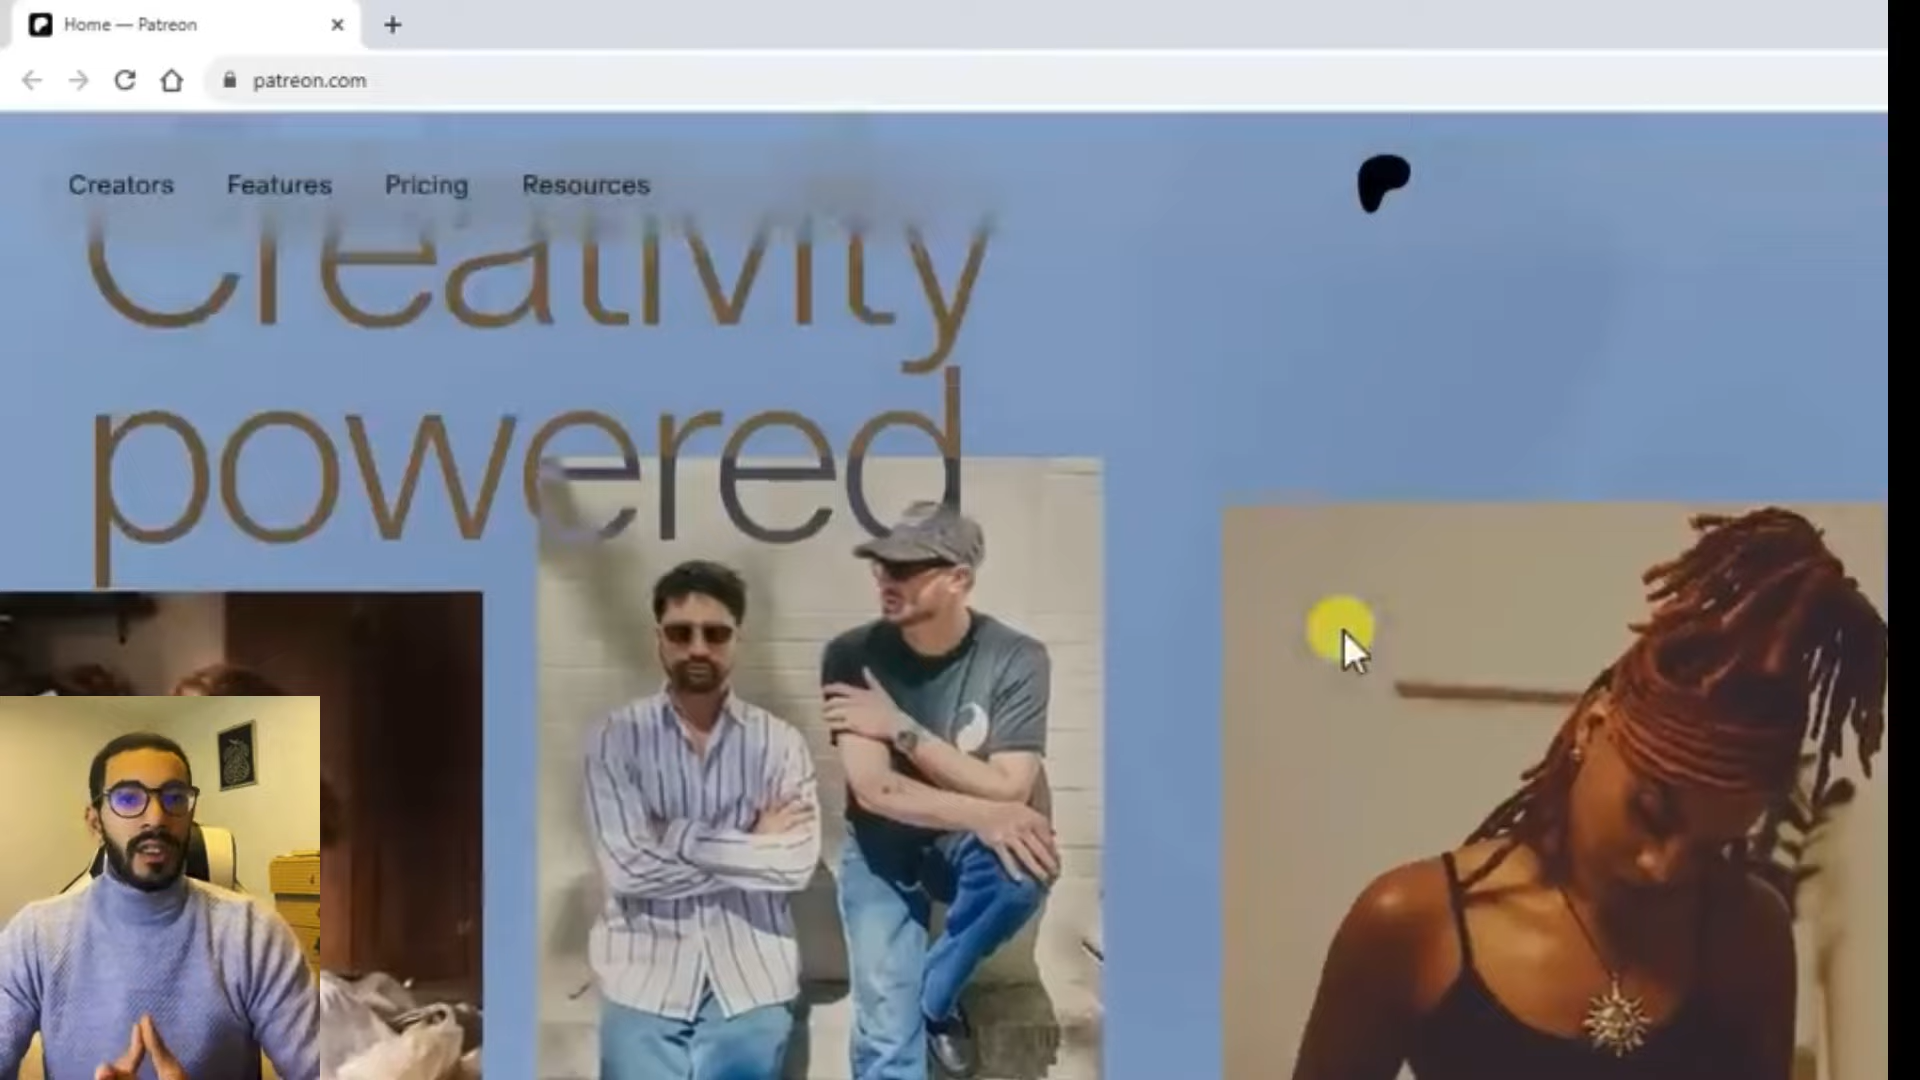 Home — Patreon
patreon.com
Creators Features Pricing Resources
Creativity
powered